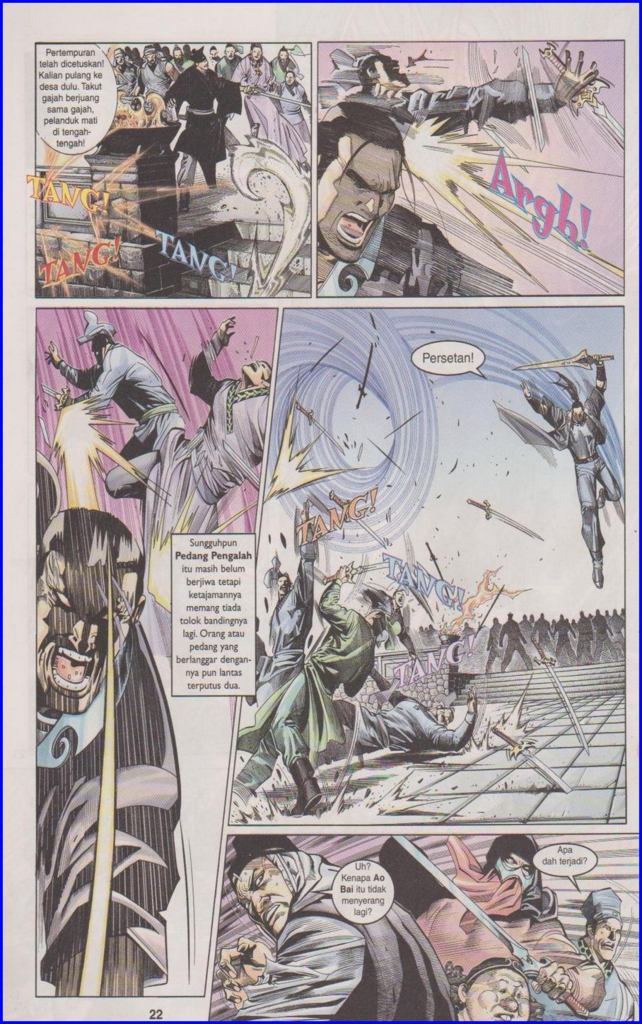 Pertempuran
telah dicetuskan!
Kalian pulang ke
desa dulu. Takut
gajah berjuang
sama gajah,
pelanduk mati
di tengah-
tengah!
TANG!
TANG!
TANG!
Argh!
Persetan!
TANG!
TANG!
TANG!
Sungguhpun
Pedang Pengalah
itu masih belum
berjiwa tetapi
ketajamannya
memang tiada
tolok bandingnya
lagi. Orang atau
pedang yang
berlanggar dengan-
nya pun lantas
terputus dua.
Uh?
Kenapa Ao
Bai itu tidak
menyerang
lagi?
Apa
dah terjadi?
22